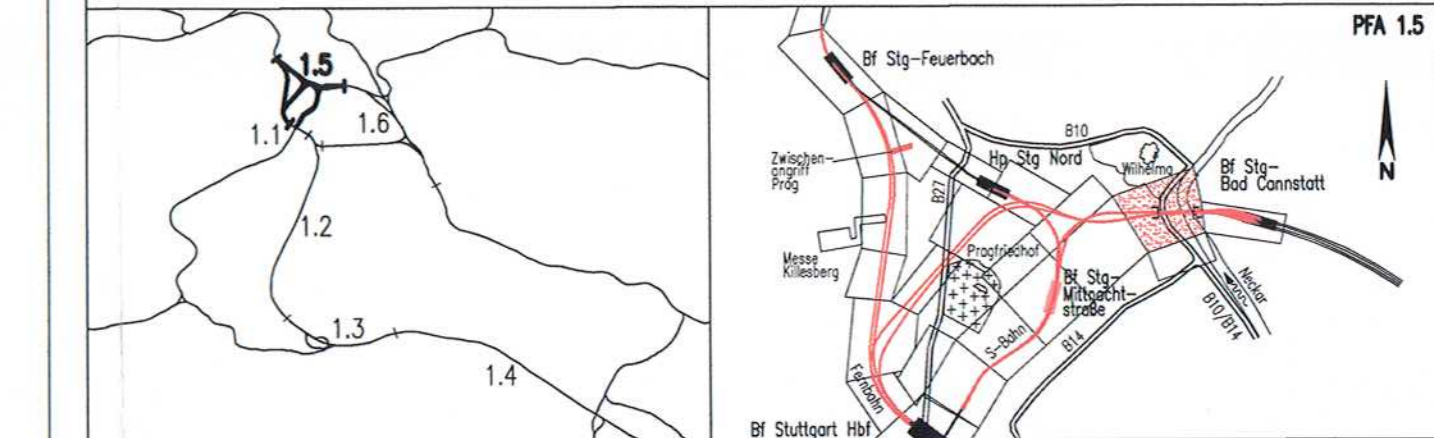 1.5
1.1
1.6
1.2
1.3
1.4
PFA 1.5
Bf Stg-Feuerbach
N
B10
Zwischen-
angriff
Prag
Hp Stg Nord
Wilhelma
Bf Stg-
Bad Cannstatt
B27
Messe
Killesberg
Pragfriedhof
Bf Stg-
Mittnacht-
straße
Neckar
B10/B14
S-Bahn
B14
Fernbahn
Bf Stuttgart Hbf